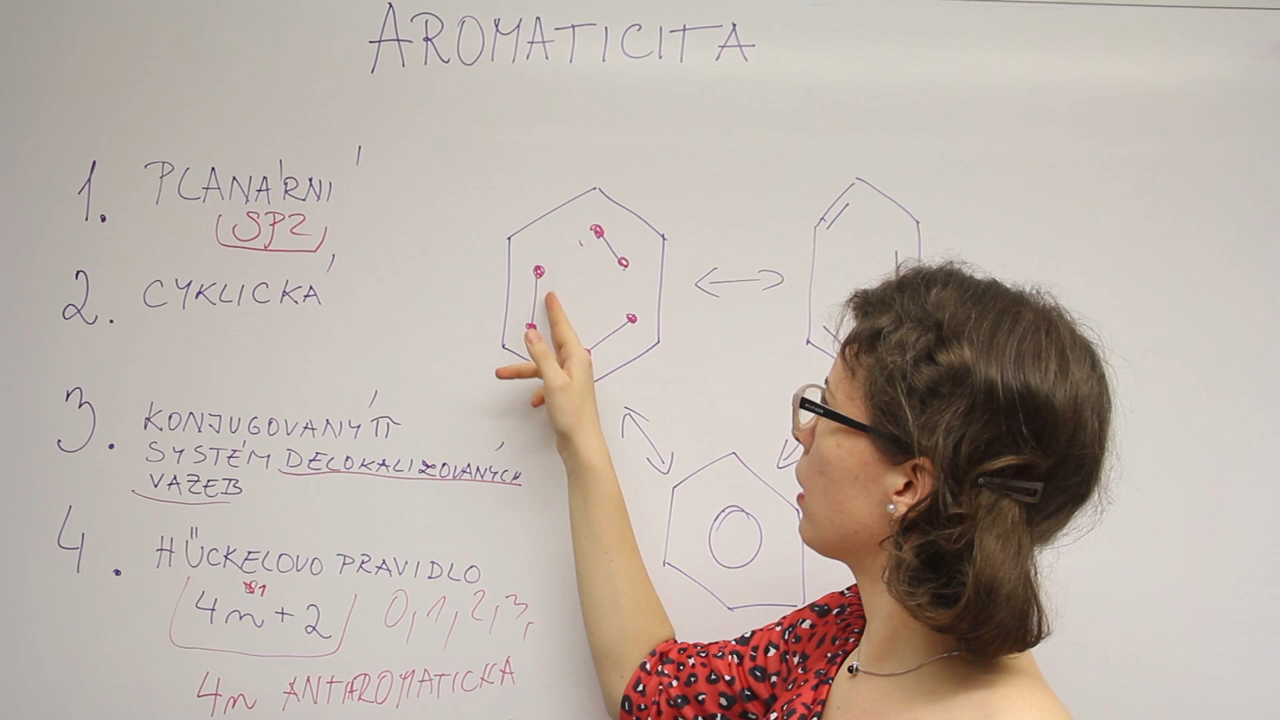 AROMATICITA
1. PLANÁRNÍ
SP2
2. CYKLICKÁ
3. KONJUGOVANÝ π
SYSTÉM DELOKALIZOVANÝCH
VAZEB
4. HÜCKELOVO PRAVIDLO
1
4n+2 0,1,2,3,
4n ANTIAROMATICKÁ